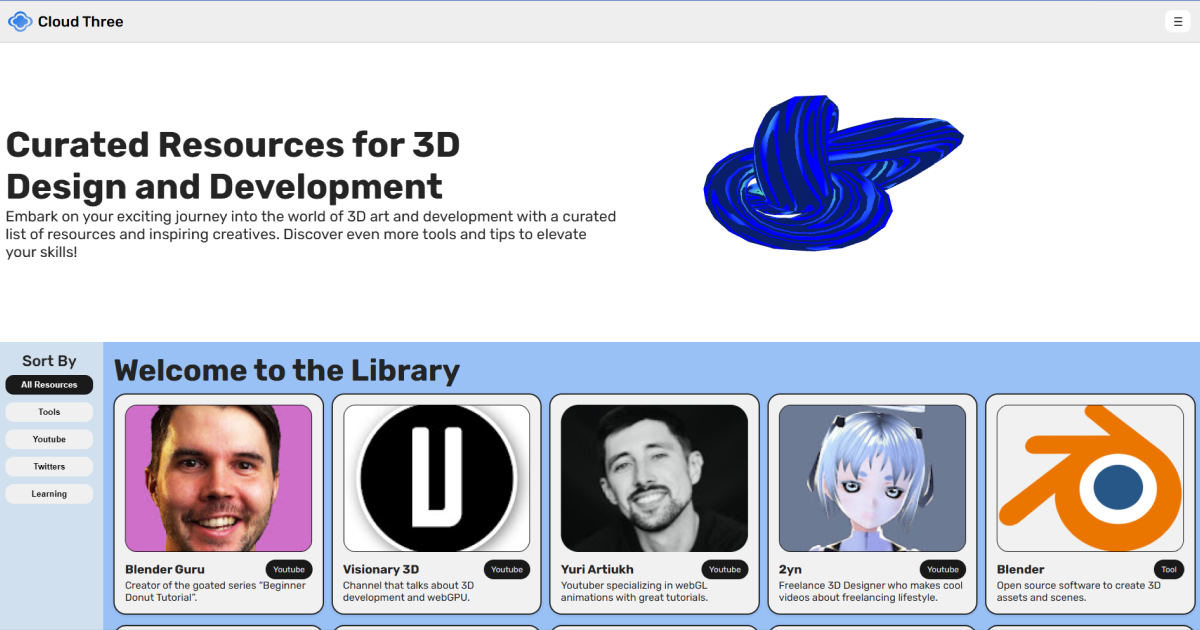 Cloud Three
Curated Resources for 3D
Design and Development
Embark on your exciting journey into the world of 3D art and development with a curated
list of resources and inspiring creatives. Discover even more tools and tips to elevate
your skills!
Sort By
All Resources
Tools
Youtube
Twitters
Learning
Welcome to the Library
Blender Guru
Youtube
Creator of the goated series "Beginner
Donut Tutorial".
Visionary 3D
Youtube
Channel that talks about 3D
development and webGPU.
Yuri Artiukh
Youtube
Youtuber specializing in webGL
animations with great tutorials.
2yn
Youtube
Freelance 3D Designer who makes cool
videos about freelancing lifestyle.
Blender
Tool
Open source software to create 3D
assets and scenes.